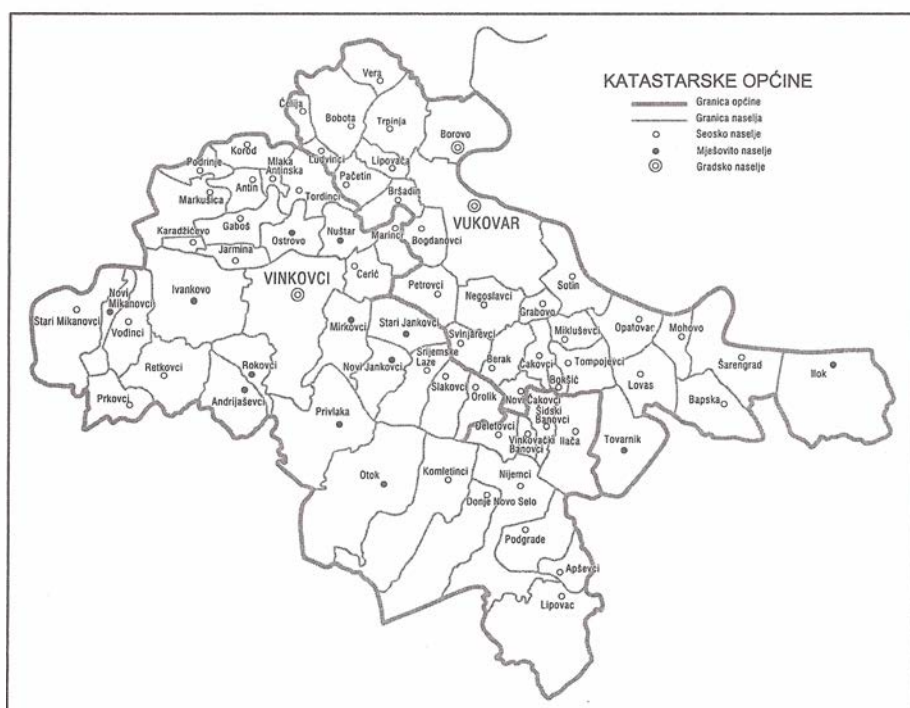 KATASTARSKE OPĆINE
Granica općine
Granica naselja
Seosko naselje
Mješovito naselje
Gradsko naselje
Vera
Ćelija
Bobota
Trpinja
Borovo
Korođ
Ludvinci
Lipovača
Podrinje
Mlaka
Antinska
Pačetin
Antin
Tordinci
Bršadin
Markušica
VUKOVAR
Gaboš
Karadžićevo
Ostrovo
Nuštar
Marinci
Bogdanovci
Jarmina
Cerić
Ivankovo
VINKOVCI
Petrovci
Sotin
Negoslavci
Grabovo
Stari Mikanovci
Novi
Mikanovci
Vodinci
Mirkovci
Stari Jankovci
Svinjarevci
Mikluševci
Opatovac
Mohovo
Šarengrad
Ilok
Retkovci
Rokovci
Novi Jankovci
Srijemske
Laze
Berak
Čakovci
Tompojevci
Lovas
Bokšić
Slakovci
Orolik
Novi Čakovci
Prkovci
Andrijaševci
Privlaka
Bapska
Šidski
Banovci
Đeletovci
Vinkovački
Banovci
Ilača
Tovarnik
Otok
Komletinci
Nijemci
Donje Novo Selo
Podgrađe
Apševci
Lipovac